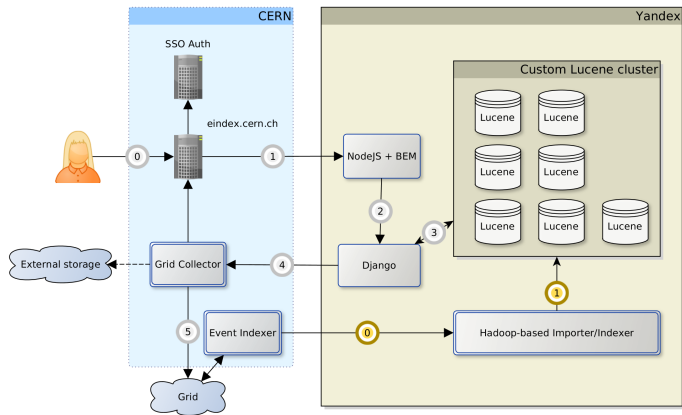 CERN
Yandex
SSO Auth
Custom Lucene cluster
eindex.cern.ch
Lucene
Lucene
0
1
NodeJS + BEM
Lucene
Lucene
2
3
Lucene
Lucene
Lucene
External storage
Grid Collector
4
Django
1
5
Event Indexer
0
Hadoop-based Importer/Indexer
Grid